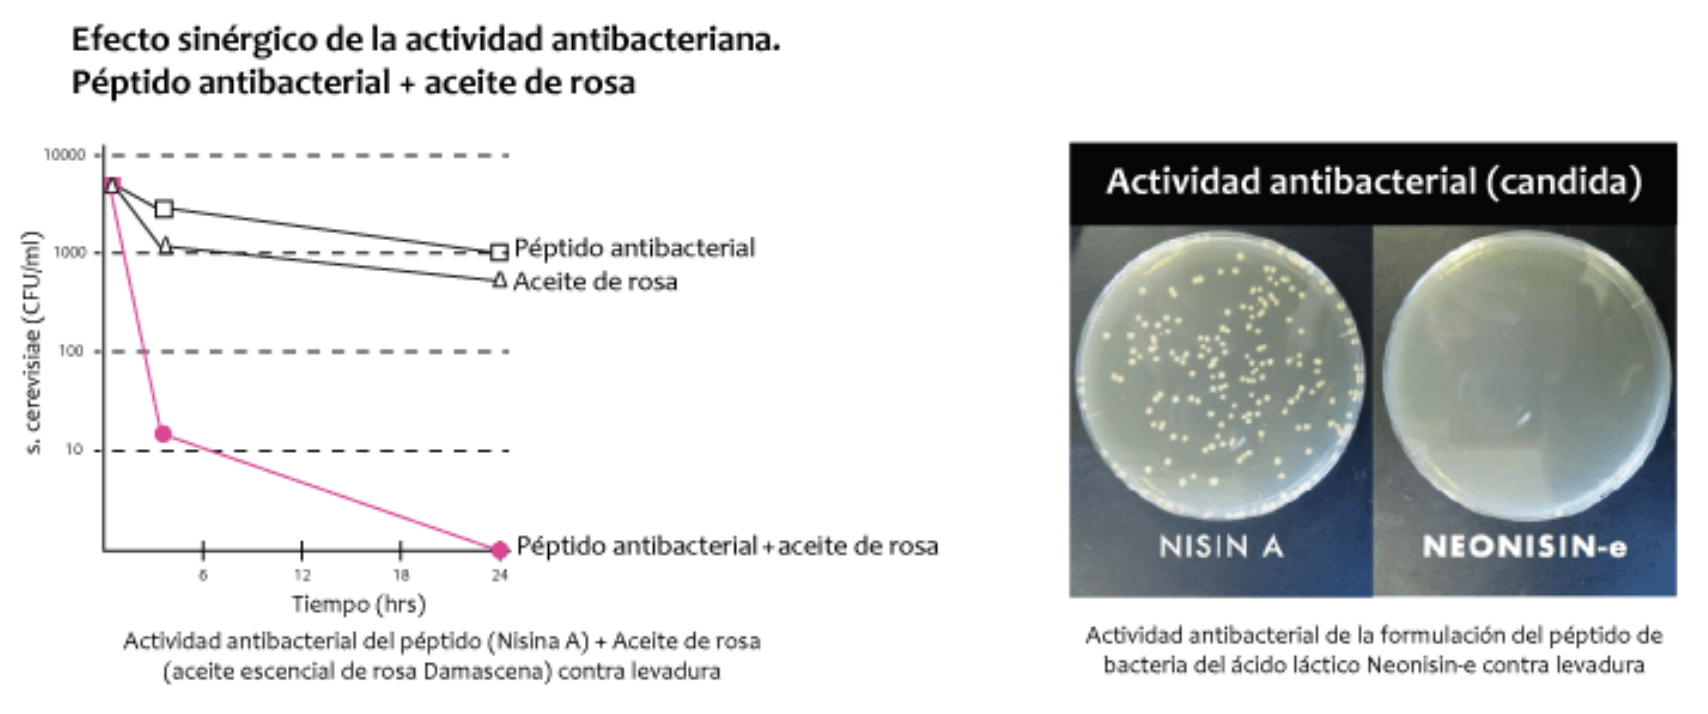 Efecto sinérgico de la actividad antibacteriana.
Péptido antibacterial + aceite de rosa
10000
1000
100
10
s. cerevisiae (CFU/ml)
Péptido antibacterial
Aceite de rosa
Péptido antibacterial + aceite de rosa
6 12 18 24
Tiempo (hrs)
Actividad antibacterial del péptido (Nisina A) + Aceite de rosa
(aceite escencial de rosa Damascena) contra levadura
Actividad antibacterial (candida)
NISIN A
NEONISIN-e
Actividad antibacterial de la formulación del péptido de
bacteria del ácido láctico Neonisin-e contra levadura